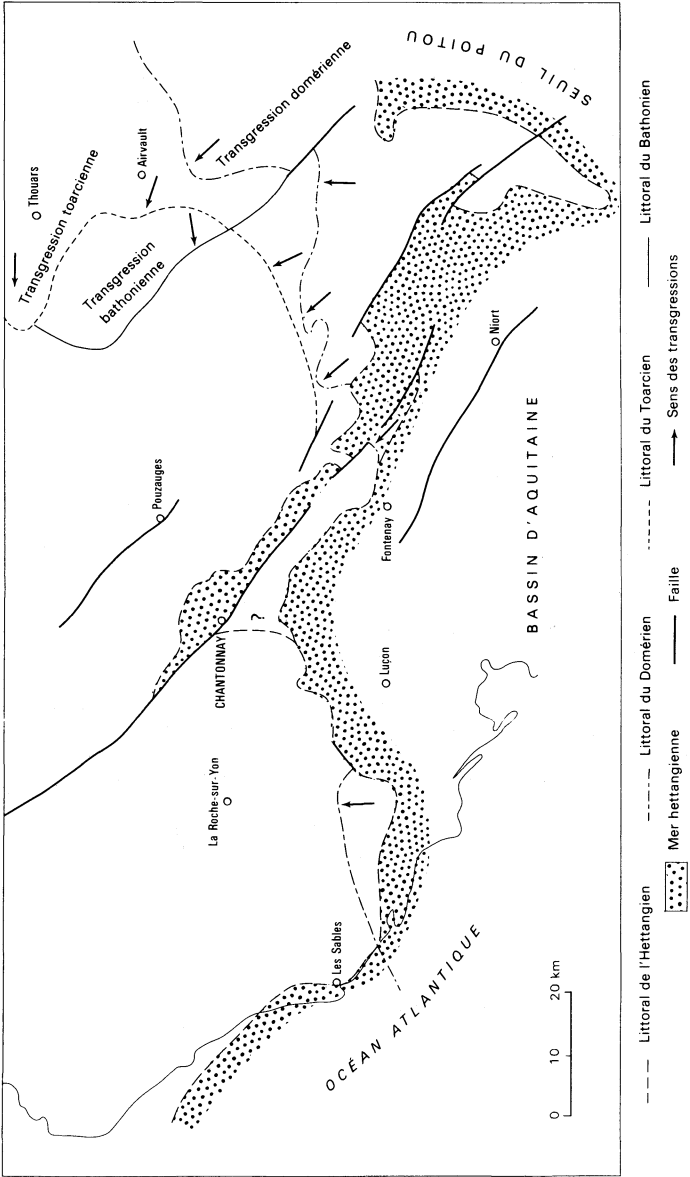 SEUIL DU POITOU
Thouars
Airvault
Transgression toarcienne
Transgression domérienne
Transgression
bathonienne
Pouzauges
CHANTONNAY
?
La Roche-sur-Yon
Luçon
Fontenay
Niort
Les Sables
BASSIN D'AQUITAINE
OCÉAN ATLANTIQUE
0 10 20 km
Littoral de l'Hettangien
Littoral du Domérien
Littoral du Toarcien
Littoral du Bathonien
Mer hettangienne
Faille
Sens des transgressions